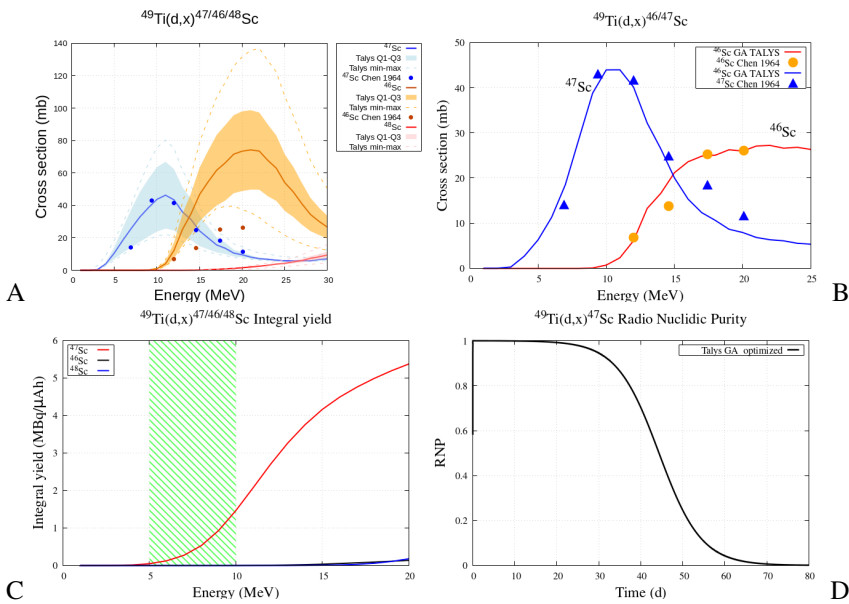 ⁴⁹Ti(d,x)⁴⁷/⁴⁶/⁴⁸Sc
Cross section (mb)
140
120
100
80
60
40
20
0
0 5 10 15 20 25 30
Energy (MeV)
⁴⁷Sc
Talys Q1-Q3
Talys min-max
⁴⁷Sc Chen 1964
⁴⁶Sc
Talys Q1-Q3
Talys min-max
⁴⁶Sc Chen 1964
⁴⁸Sc
Talys Q1-Q3
Talys min-max
A
⁴⁹Ti(d,x)⁴⁶/⁴⁷Sc
Cross section (mb)
50
40
30
20
10
0
0 5 10 15 20 25
Energy (MeV)
⁴⁶Sc GA TALYS
⁴⁶Sc Chen 1964
⁴⁶Sc GA TALYS
⁴⁷Sc Chen 1964
⁴⁷Sc
⁴⁶Sc
B
⁴⁹Ti(d,x)⁴⁷/⁴⁶/⁴⁸Sc Integral yield
Integral yield (MBq/μAh)
6
5
4
3
2
1
0
0 5 10 15 20
Energy (MeV)
⁴⁷Sc
⁴⁶Sc
⁴⁸Sc
C
⁴⁹Ti(d,x)⁴⁷Sc Radio Nuclidic Purity
RNP
1
0.8
0.6
0.4
0.2
0
0 10 20 30 40 50 60 70 80
Time (d)
Talys GA optimized
D